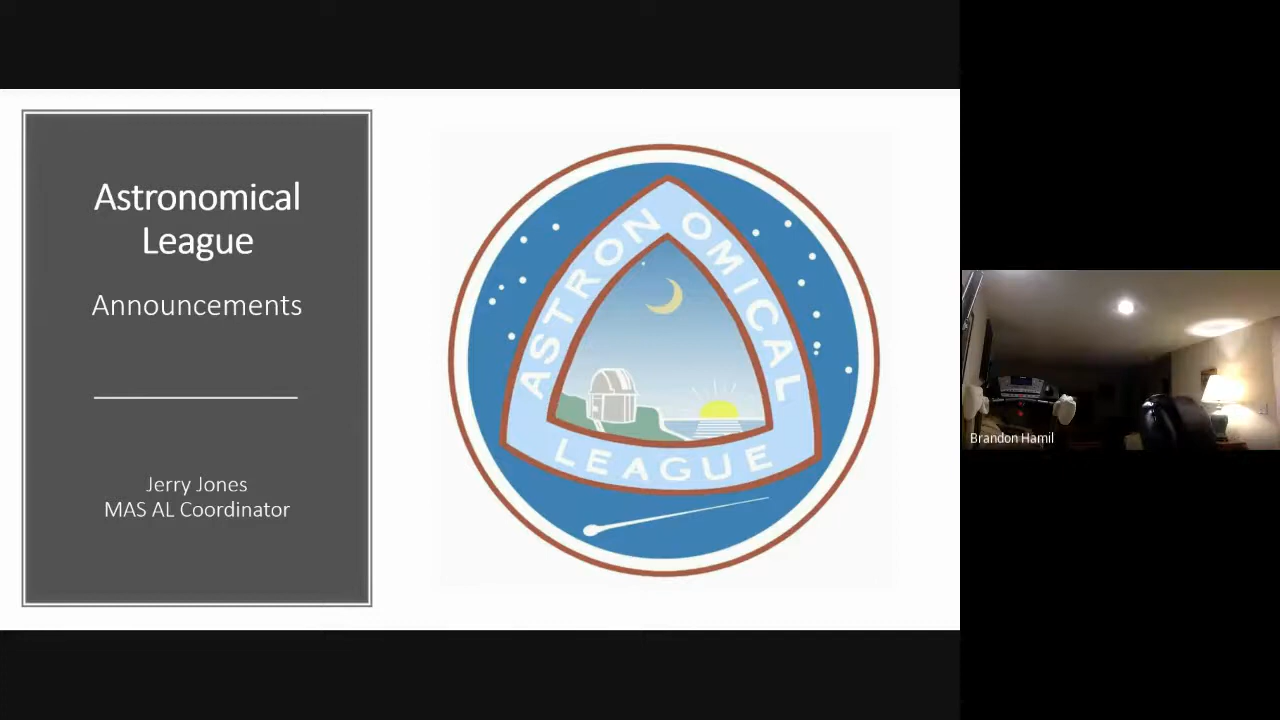 Astronomical
League
Announcements
Jerry Jones
MAS AL Coordinator
ASTRONOMICAL
LEAGUE
Brandon Hamil